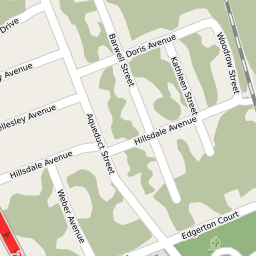 Drive
Barwell Street
Doris Avenue
Woodrow Street
Kathleen Street
Avenue
ellesley Avenue
Aqueduct Street
Hillsdale Avenue
Hillsdale Avenue
Weber Avenue
Edgerton Court